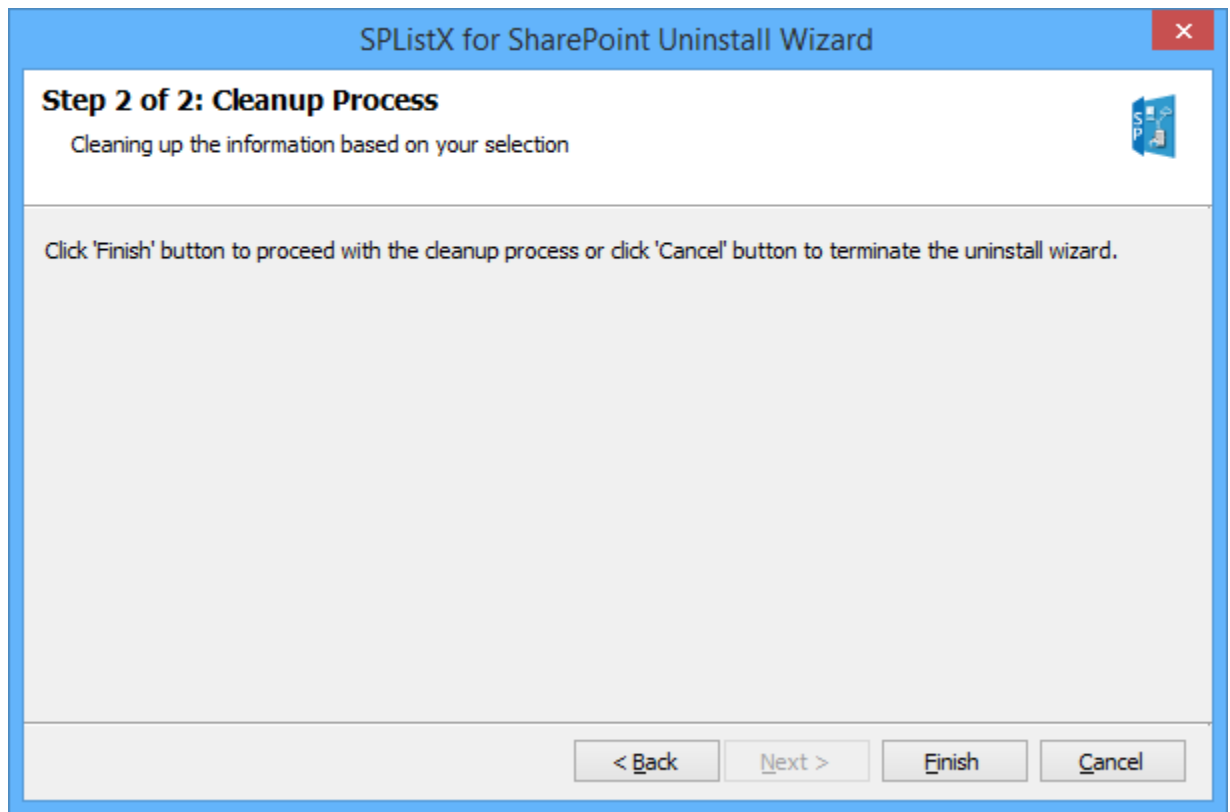 SPListX for SharePoint Uninstall Wizard
Step 2 of 2: Cleanup Process
Cleaning up the information based on your selection
S
P
Click 'Finish' button to proceed with the cleanup process or click 'Cancel' button to terminate the uninstall wizard.
< Back Next > Finish Cancel